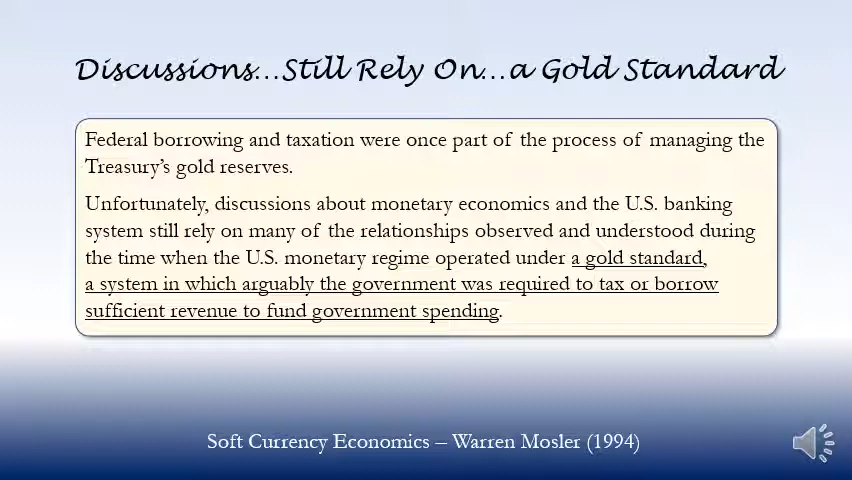 Discussions…Still Rely On…a Gold Standard
Federal borrowing and taxation were once part of the process of managing the
Treasury’s gold reserves.
Unfortunately, discussions about monetary economics and the U.S. banking
system still rely on many of the relationships observed and understood during
the time when the U.S. monetary regime operated under a gold standard,
a system in which arguably the government was required to tax or borrow
sufficient revenue to fund government spending.
Soft Currency Economics – Warren Mosler (1994)